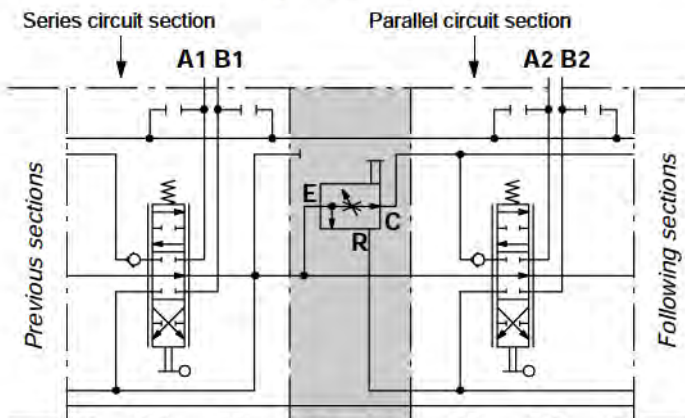 Series circuit section
Parallel circuit section
A1 B1
A2 B2
Previous sections
E
C
R
Following sections